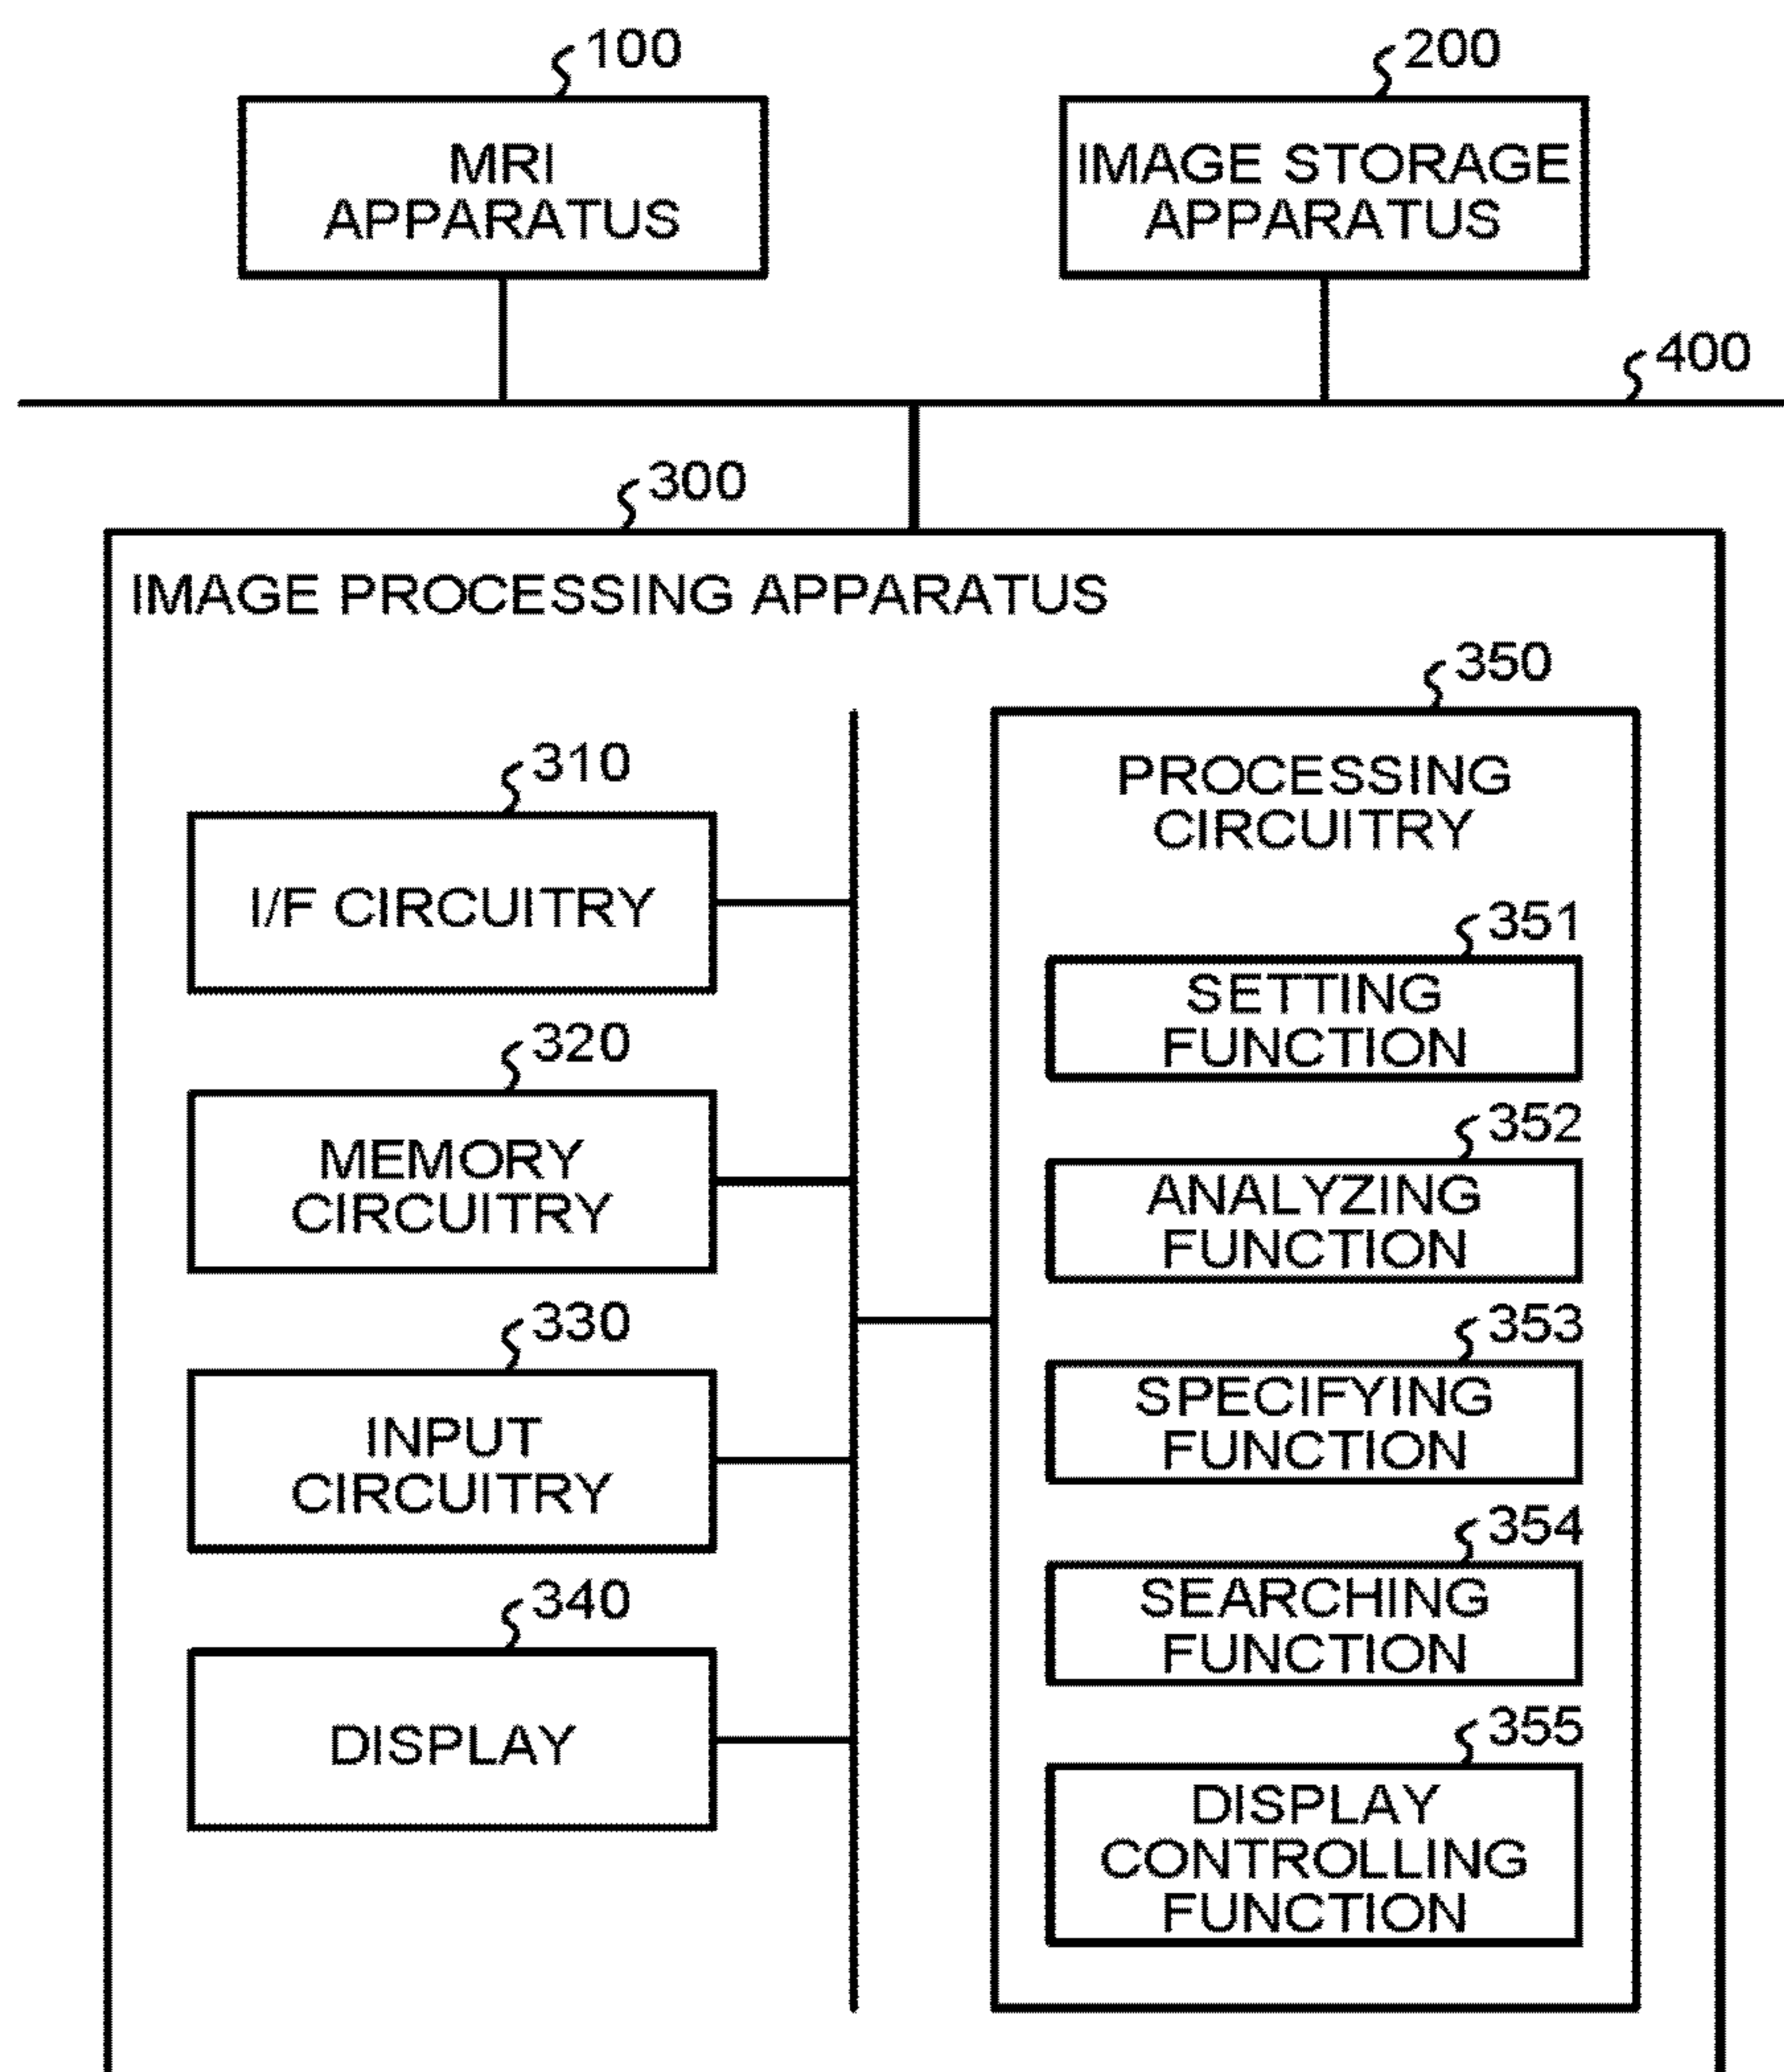 100
MRI
APPARATUS
200
IMAGE STORAGE
APPARATUS
400
300
IMAGE PROCESSING APPARATUS
310
I/F CIRCUITRY
320
MEMORY
CIRCUITRY
330
INPUT
CIRCUITRY
340
DISPLAY
350
PROCESSING
CIRCUITRY
351
SETTING
FUNCTION
352
ANALYZING
FUNCTION
353
SPECIFYING
FUNCTION
354
SEARCHING
FUNCTION
355
DISPLAY
CONTROLLING
FUNCTION